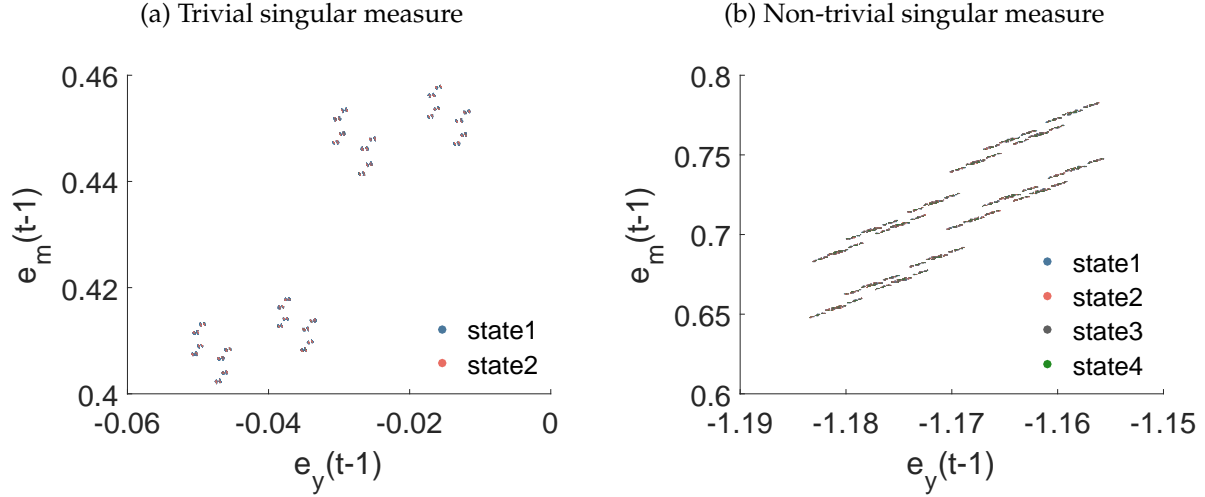 (a) Trivial singular measure
0.46
0.44
0.42
0.4
e_m(t-1)
-0.06
-0.04
-0.02
0
e_y(t-1)
state1
state2
(b) Non-trivial singular measure
0.8
0.75
0.7
0.65
0.6
e_m(t-1)
-1.19
-1.18
-1.17
-1.16
-1.15
e_y(t-1)
state1
state2
state3
state4